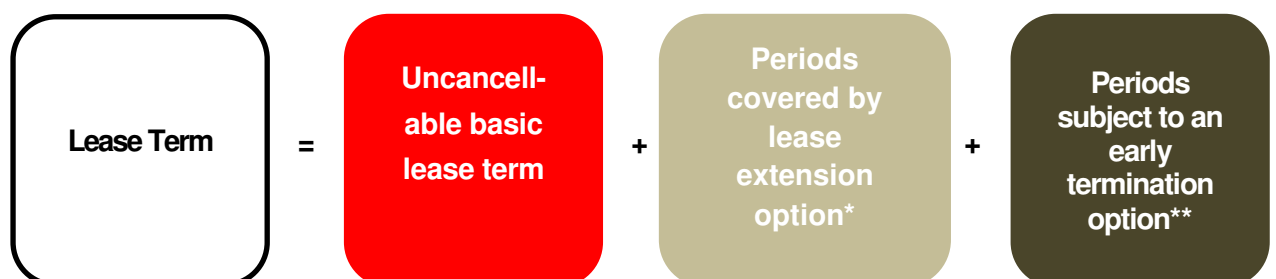 Lease Term
=
Uncancell-
able basic
lease term
+
Periods
covered by
lease
extension
option*
+
Periods
subject to an
early
termination
option**